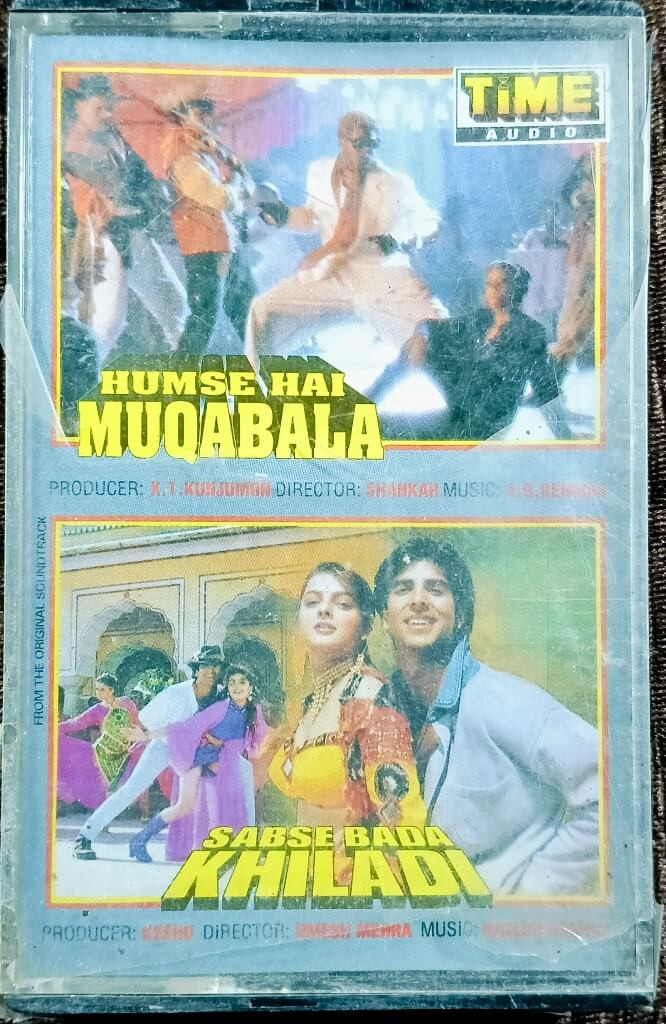 TiME
AUDIO
HUMSE HAI
MUQABALA
PRODUCER: K.T.KUNJUMON DIRECTOR: SHANKAR MUSIC: A.R.REHMAN
FROM THE ORIGINAL SOUNDTRACK
SABSE BADA
KHILADI
PRODUCER: KESHU DIRECTOR: UMESH MEHRA MUSIC: